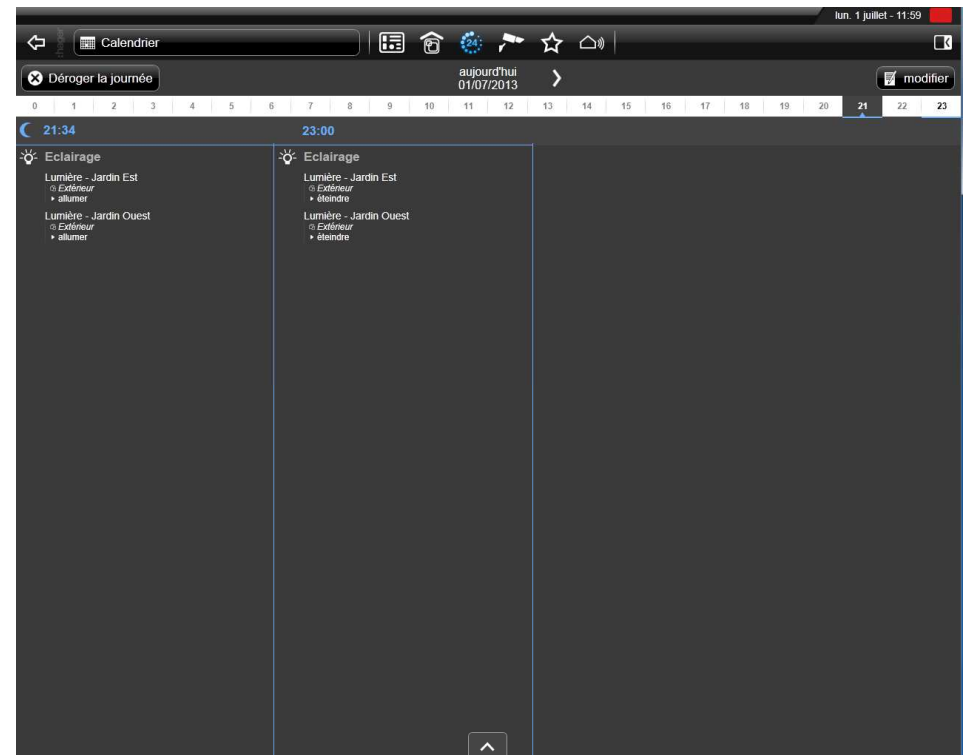 lun. 1 juillet - 11:59
Calendrier
24
Déroger la journée
aujourd'hui
01/07/2013
modifier
0 1 2 3 4 5 6 7 8 9 10 11 12 13 14 15 16 17 18 19 20 21 22 23
21:34
23:00
Eclairage
Lumière - Jardin Est
Extérieur
allumer
Lumière - Jardin Ouest
Extérieur
allumer
Eclairage
Lumière - Jardin Est
Extérieur
éteindre
Lumière - Jardin Ouest
Extérieur
éteindre